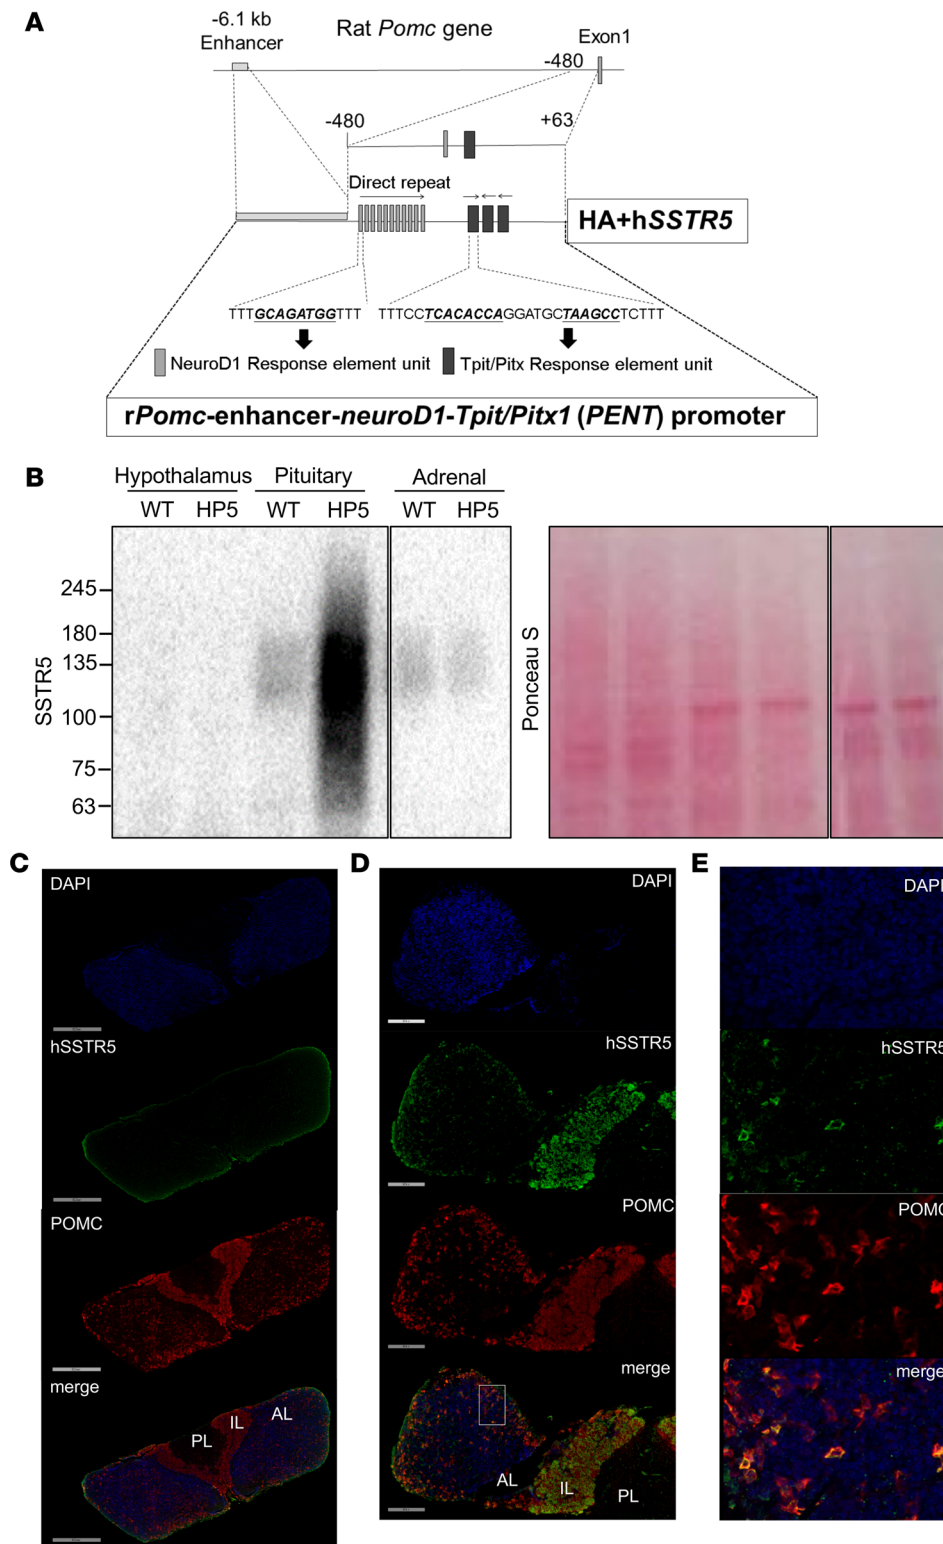 A
-6.1 kb
Enhancer
Rat Pomc gene
Exon1
-480
-480
+63
Direct repeat
HA+hSSTR5
TTTGCAGATGGTTT
TTTCCTCACACCAGGATGCTAAGCCTCTTT
NeuroD1 Response element unit
Tpit/Pitx Response element unit
rPomc-enhancer-neuroD1-Tpit/Pitx1 (PENT) promoter
B
Hypothalamus
Pituitary
Adrenal
WT
HP5
WT
HP5
WT
HP5
SSTR5
245
180
135
100
75
63
Ponceau S
C
DAPI
hSSTR5
POMC
merge
PL
IL
AL
D
DAPI
hSSTR5
POMC
merge
AL
IL
PL
E
DAPI
hSSTR5
POMC
merge